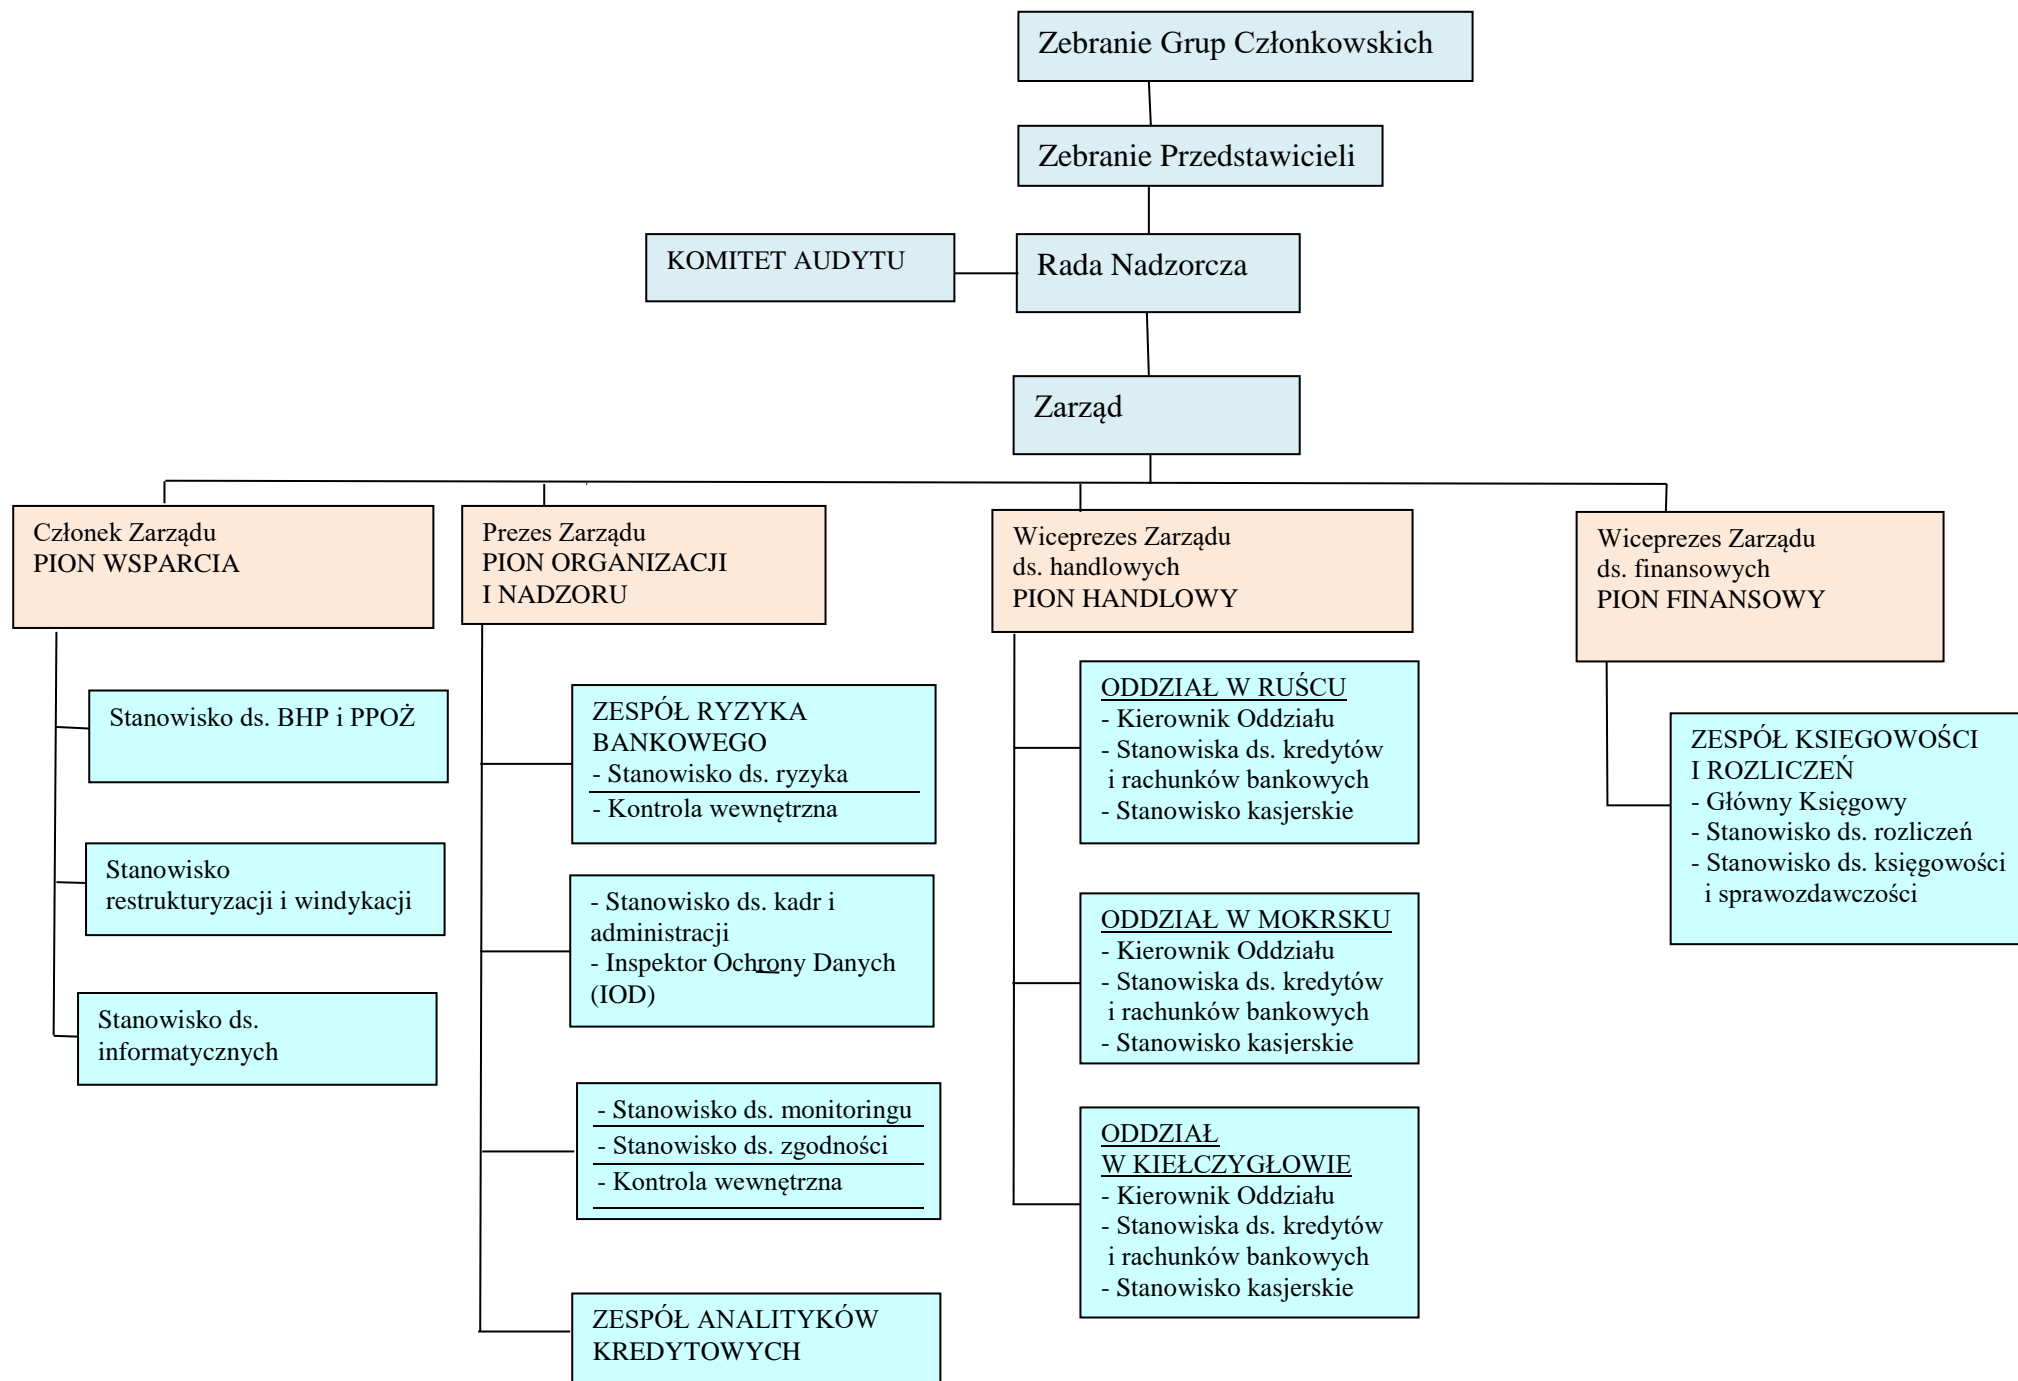 Zebranie Grup Członkowskich
Zebranie Przedstawicieli
KOMITET AUDYTU
Rada Nadzorcza
Zarząd
Członek Zarządu
PION WSPARCIA
Prezes Zarządu
PION ORGANIZACJI
I NADZORU
Wiceprezes Zarządu
ds. handlowych
PION HANDLOWY
Wiceprezes Zarządu
ds. finansowych
PION FINANSOWY
Stanowisko ds. BHP i PPOŻ
Stanowisko
restrukturyzacji i windykacji
Stanowisko ds.
informatycznych
ZESPÓŁ RYZYKA
BANKOWEGO
- Stanowisko ds. ryzyka
- Kontrola wewnętrzna
- Stanowisko ds. kadr i
administracji
- Inspektor Ochrony Danych
(IOD)
- Stanowisko ds. monitoringu
- Stanowisko ds. zgodności
- Kontrola wewnętrzna
ZESPÓŁ ANALITYKÓW
KREDYTOWYCH
ODDZIAŁ W RUŚCU
- Kierownik Oddziału
- Stanowiska ds. kredytów
i rachunków bankowych
- Stanowisko kasjerskie
ODDZIAŁ W MOKRSKU
- Kierownik Oddziału
- Stanowiska ds. kredytów
i rachunków bankowych
- Stanowisko kasjerskie
ODDZIAŁ
W KIEŁCZYGŁOWIE
- Kierownik Oddziału
- Stanowiska ds. kredytów
i rachunków bankowych
- Stanowisko kasjerskie
ZESPÓŁ KSIEGOWOŚCI
I ROZLICZEŃ
- Główny Księgowy
- Stanowisko ds. rozliczeń
- Stanowisko ds. księgowości
i sprawozdawczości